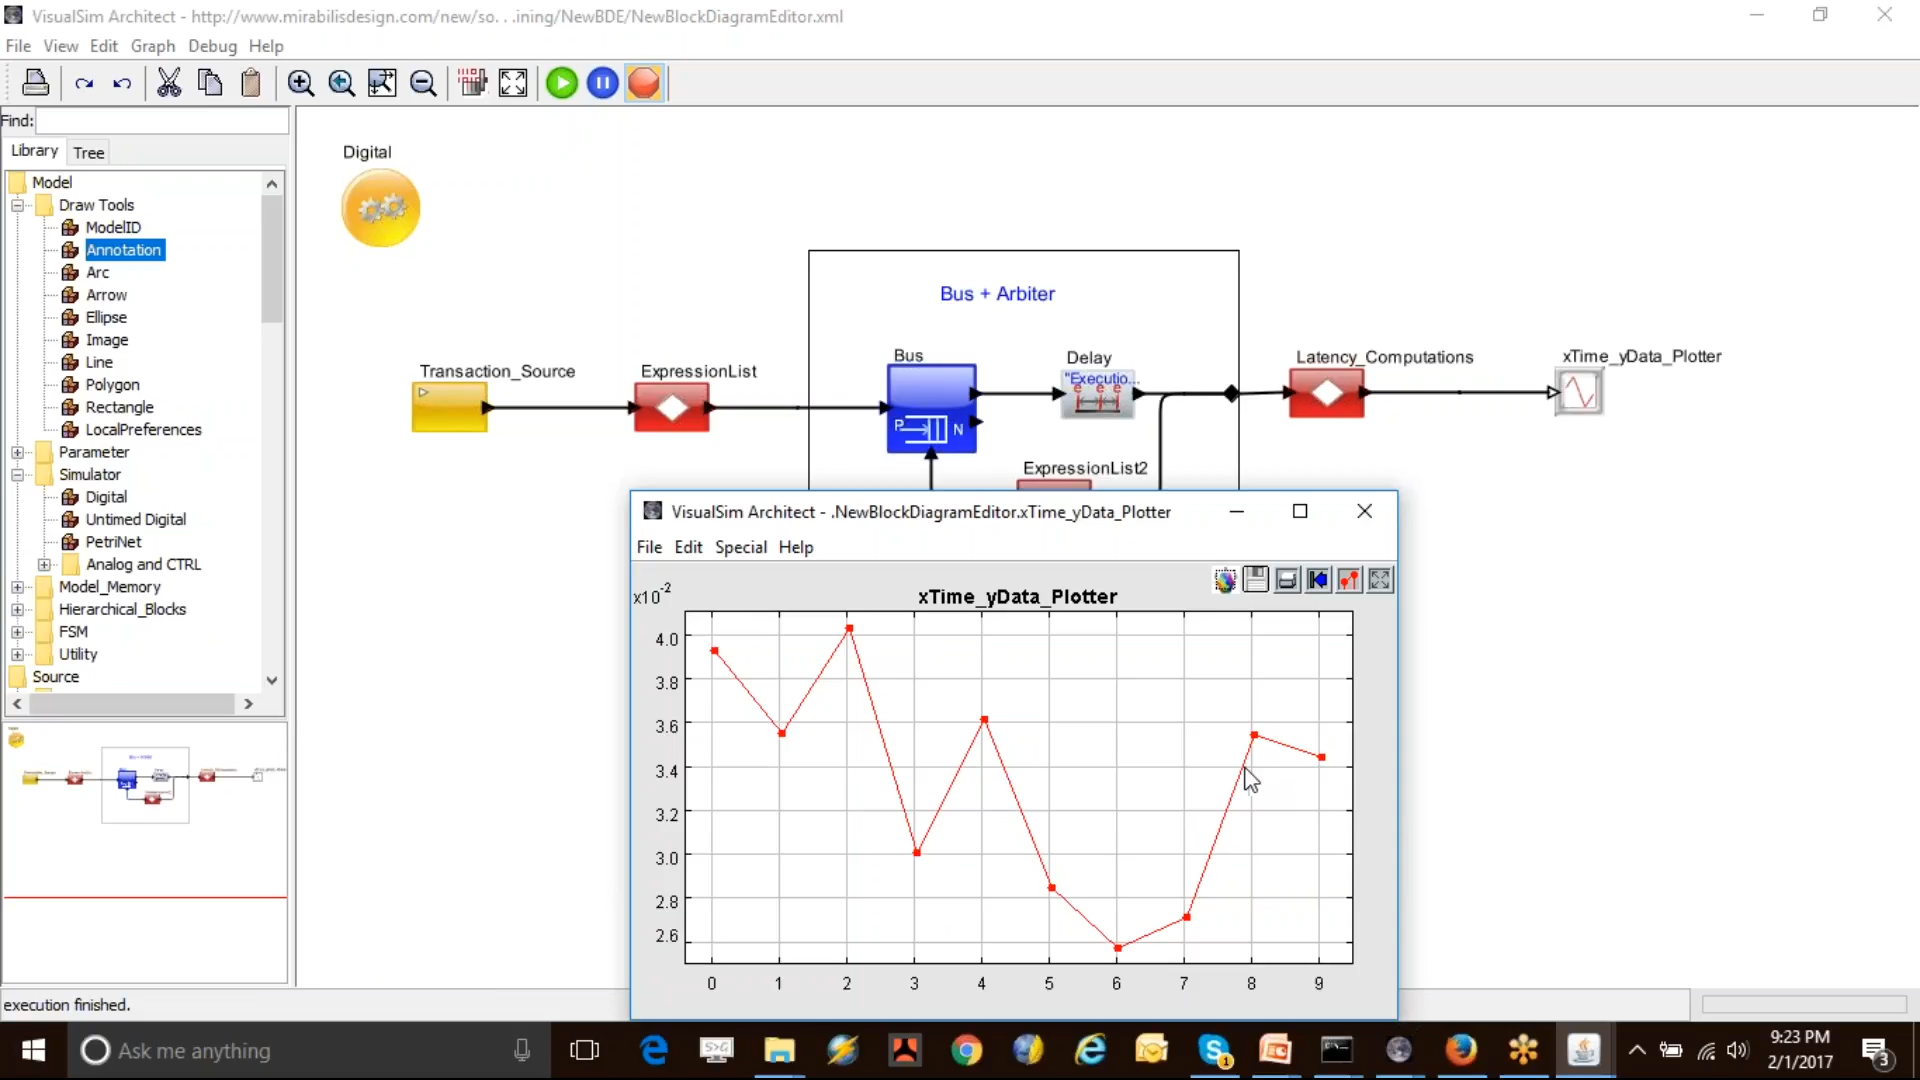 VisualSim Architect - http://www.mirabilisdesign.com/new/so. . .ining/NewBDE/NewBlockDiagramEditor.xml
File View Edit Graph Debug Help
Find:
Library Tree
Model
Draw Tools
ModelID
Annotation
Arc
Arrow
Ellipse
Image
Line
Polygon
Rectangle
LocalPreferences
Parameter
Simulator
Digital
Untimed Digital
PetriNet
Analog and CTRL
Model_Memory
Hierarchical_Blocks
FSM
Utility
Source
Digital
Bus + Arbiter
Transaction_Source
ExpressionList
Bus
P N
Delay
"Executio...
e e e
Latency_Computations
xTime_yData_Plotter
ExpressionList2
VisualSim Architect - .NewBlockDiagramEditor.xTime_yData_Plotter
File Edit Special Help
x10-2
xTime_yData_Plotter
4.0
3.8
3.6
3.4
3.2
3.0
2.8
2.6
0 1 2 3 4 5 6 7 8 9
execution finished.
Ask me anything
9:23 PM
2/1/2017
1
3